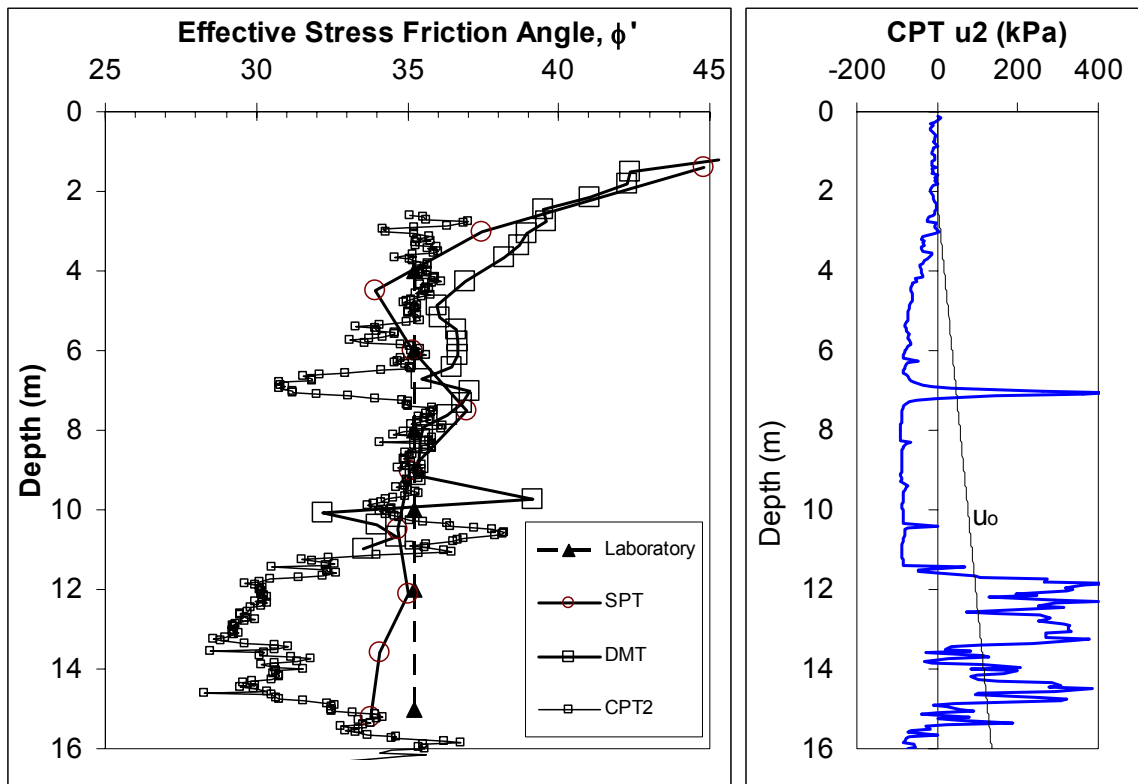 Effective Stress Friction Angle, ϕ'
25 30 35 40 45
0
2
4
6
8
10
12
14
16
Depth (m)
Laboratory
SPT
DMT
CPT2
CPT u2 (kPa)
-200 0 200 400
0
2
4
6
8
10
12
14
16
Depth (m)
uo